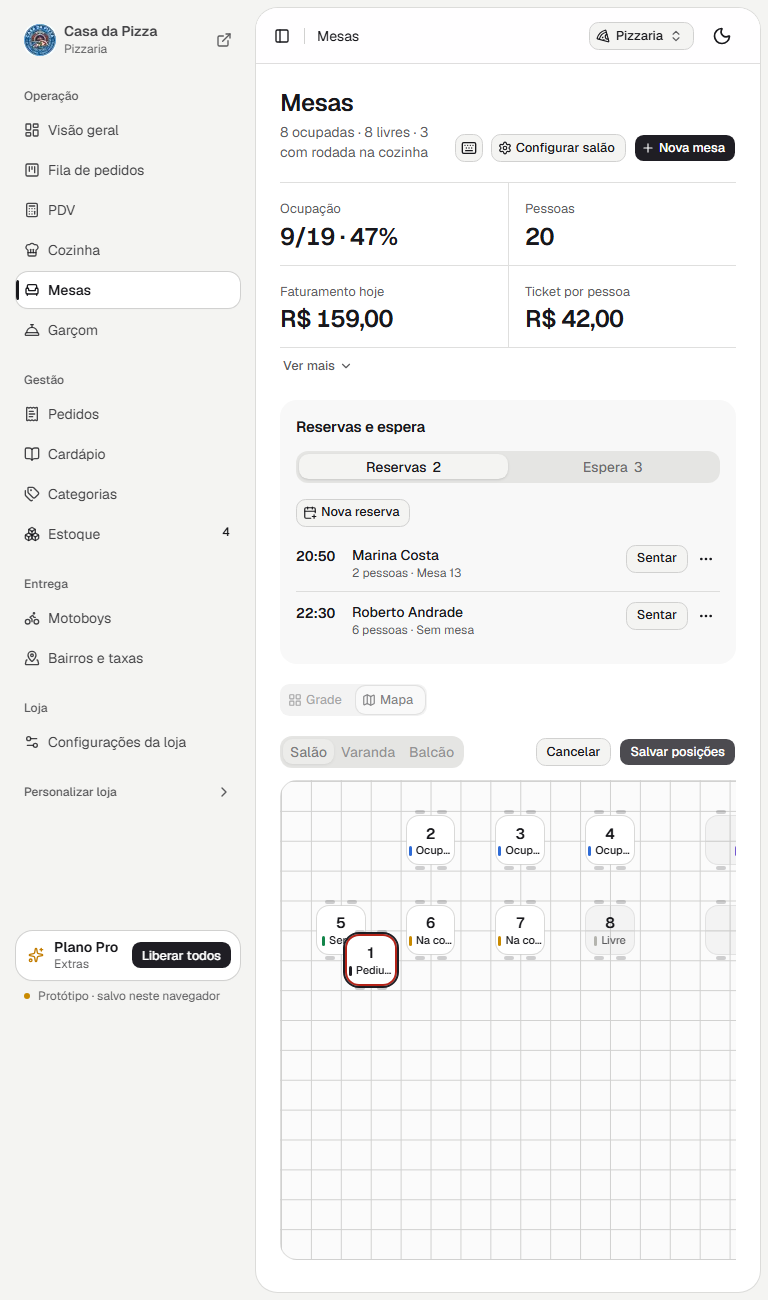 Casa da Pizza
Pizzaria
Operação
Visão geral
Fila de pedidos
PDV
Cozinha
Mesas
Garçom
Gestão
Pedidos
Cardápio
Categorias
Estoque 4
Entrega
Motoboys
Bairros e taxas
Loja
Configurações da loja
Personalizar loja
Plano Pro
Extras
Liberar todos
Protótipo · salvo neste navegador
Mesas
Pizzaria
Mesas
8 ocupadas · 8 livres · 3
com rodada na cozinha
Configurar salão
Nova mesa
Ocupação
9/19 · 47%
Pessoas
20
Faturamento hoje
R$ 159,00
Ticket por pessoa
R$ 42,00
Ver mais
Reservas e espera
Reservas 2
Espera 3
Nova reserva
20:50 Marina Costa
2 pessoas · Mesa 13
Sentar
22:30 Roberto Andrade
6 pessoas · Sem mesa
Sentar
Grade
Mapa
Salão
Varanda
Balcão
Cancelar
Salvar posições
2
Ocup...
3
Ocup...
4
Ocup...
5
6
Na co...
7
Na co...
8
Livre
1
Pediu...